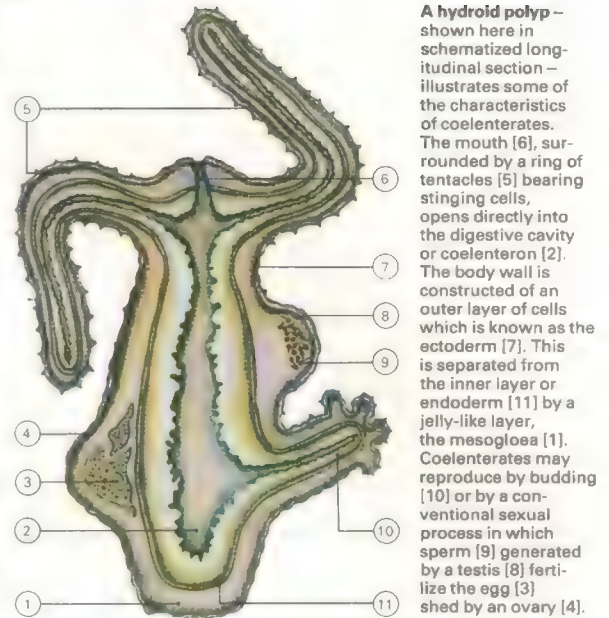 A hydroid polyp –
shown here in
schematized long-
itudinal section –
illustrates some of
the characteristics
of coelenterates.
The mouth [6], sur-
rounded by a ring of
tentacles [5] bearing
stinging cells,
opens directly into
the digestive cavity
or coelenteron [2].
The body wall is
constructed of an
outer layer of cells
which is known as the
ectoderm [7]. This
is separated from
the inner layer or
endoderm [11] by a
jelly-like layer,
the mesogloea [1].
Coelenterates may
reproduce by budding
[10] or by a con-
ventional sexual
process in which
sperm [9] generated
by a testis [8] ferti-
lize the egg [3]
shed by an ovary [4].
5
6
7
8
9
4
3
2
10
1
11